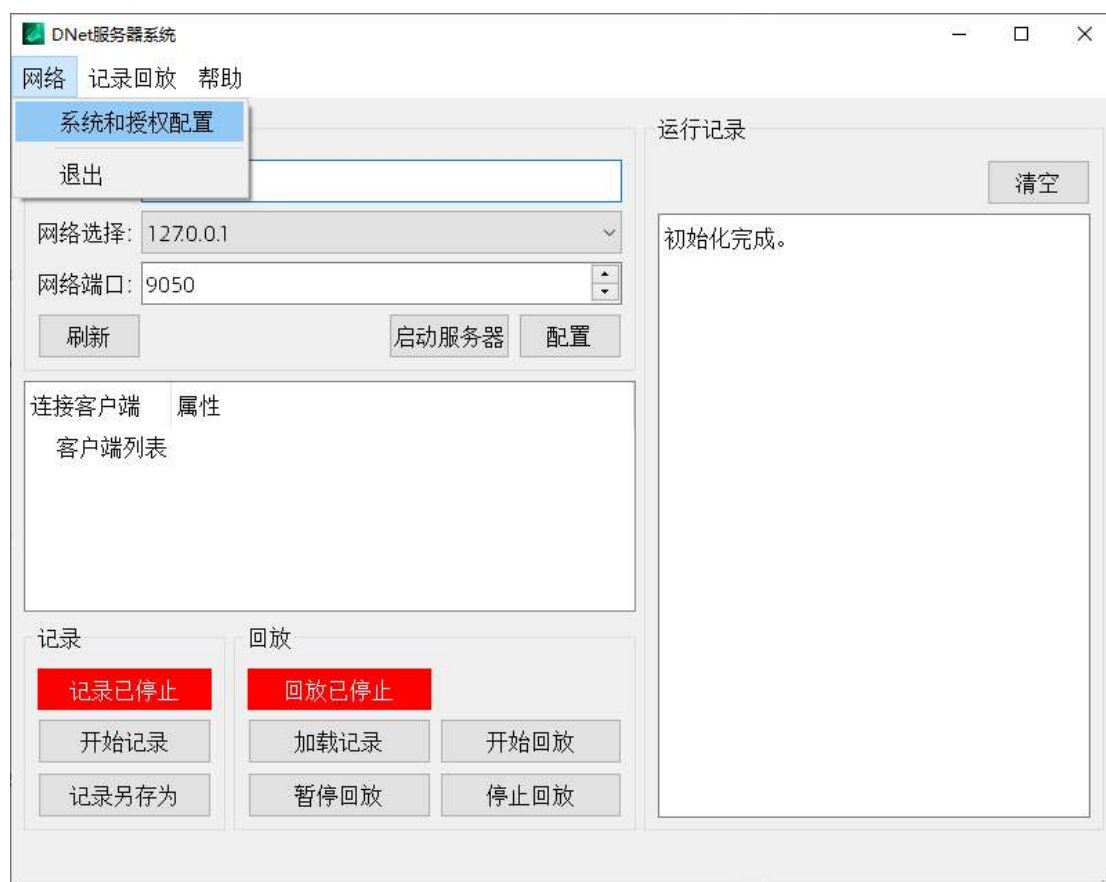 DNet服务器系统
网络 记录回放 帮助
系统和授权配置
退出
网络选择: 127.0.0.1
网络端口: 9050
刷新 启动服务器 配置
连接客户端 属性
客户端列表
记录
记录已停止
开始记录
记录另存为
回放
回放已停止
加载记录 开始回放
暂停回放 停止回放
运行记录
清空
初始化完成。